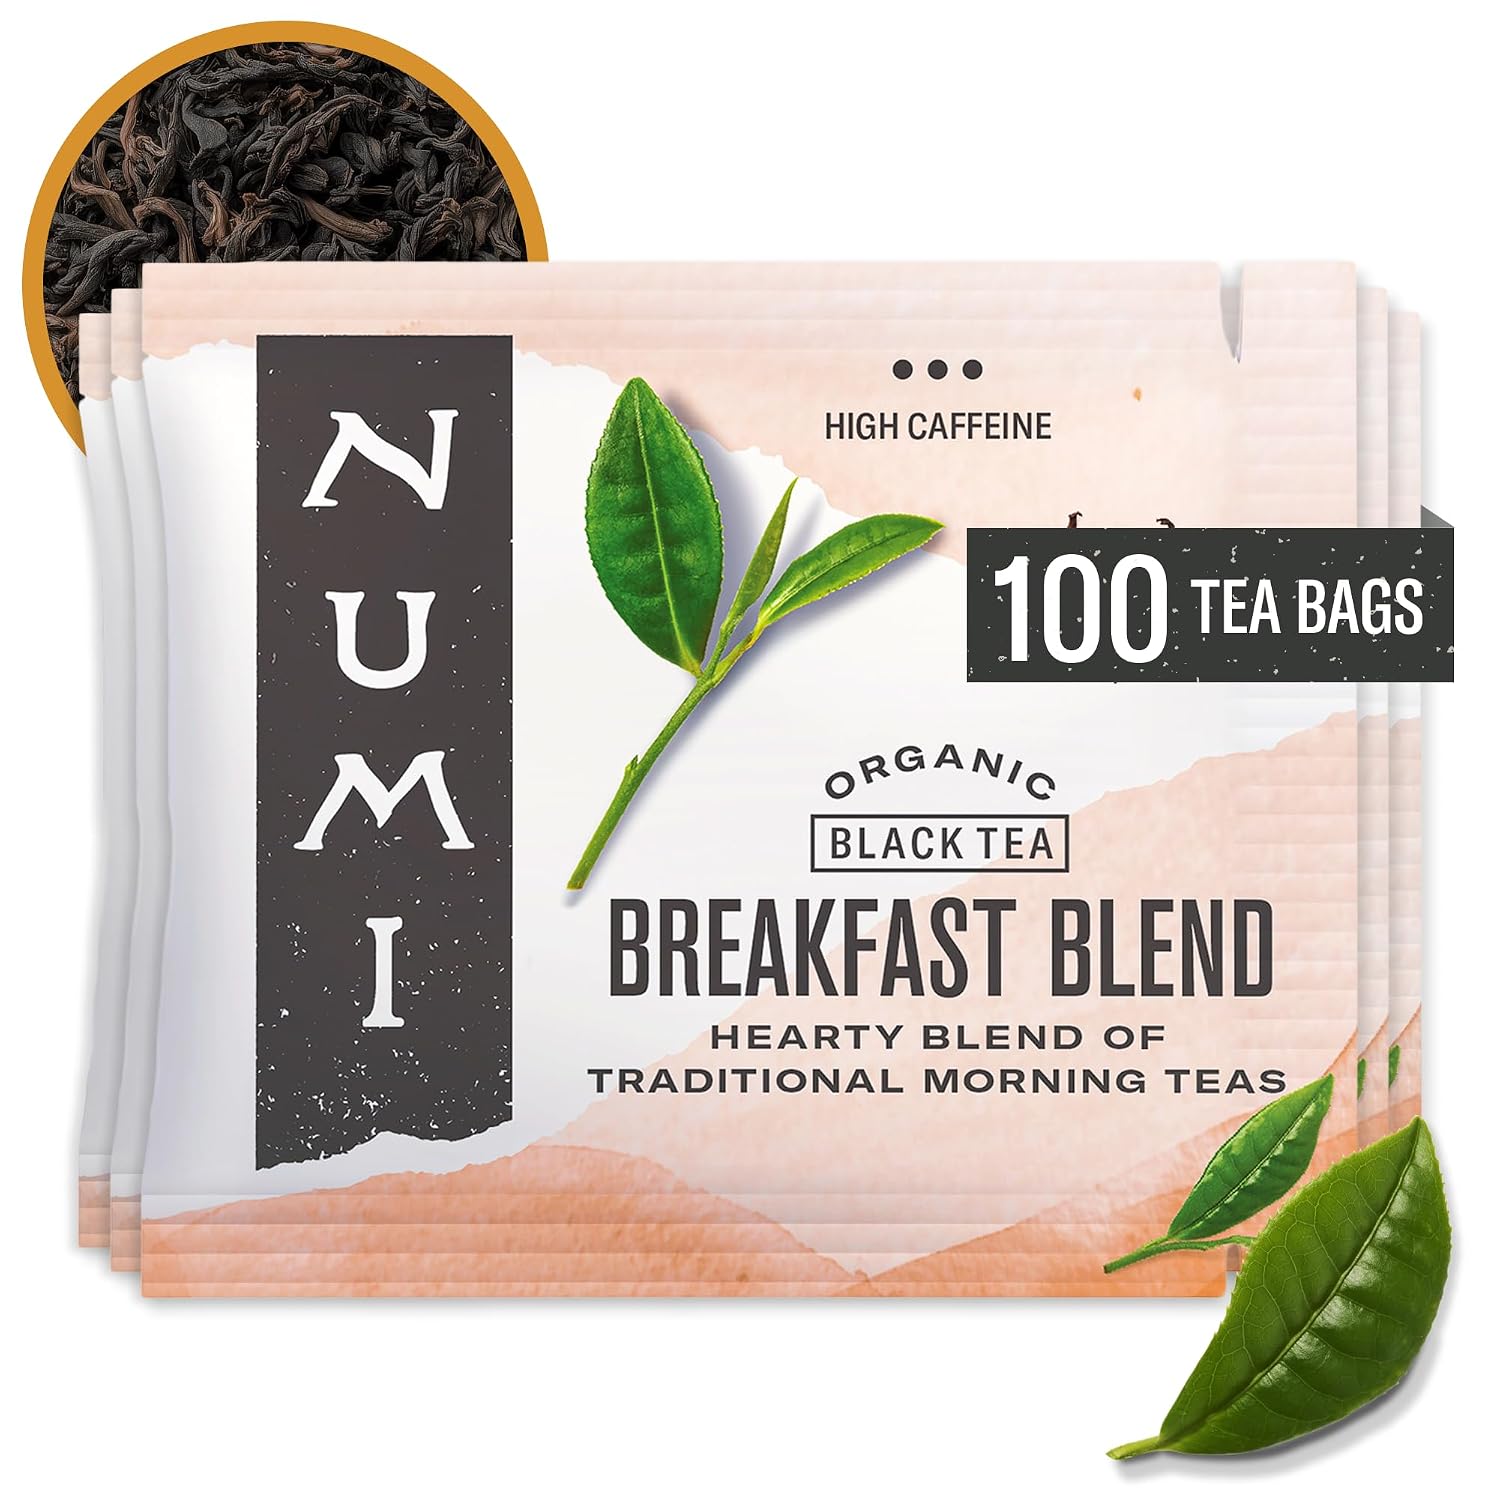 NUMI
HIGH CAFFEINE
100 TEA BAGS
ORGANIC
BLACK TEA
BREAKFAST BLEND
HEARTY BLEND OF
TRADITIONAL MORNING TEAS